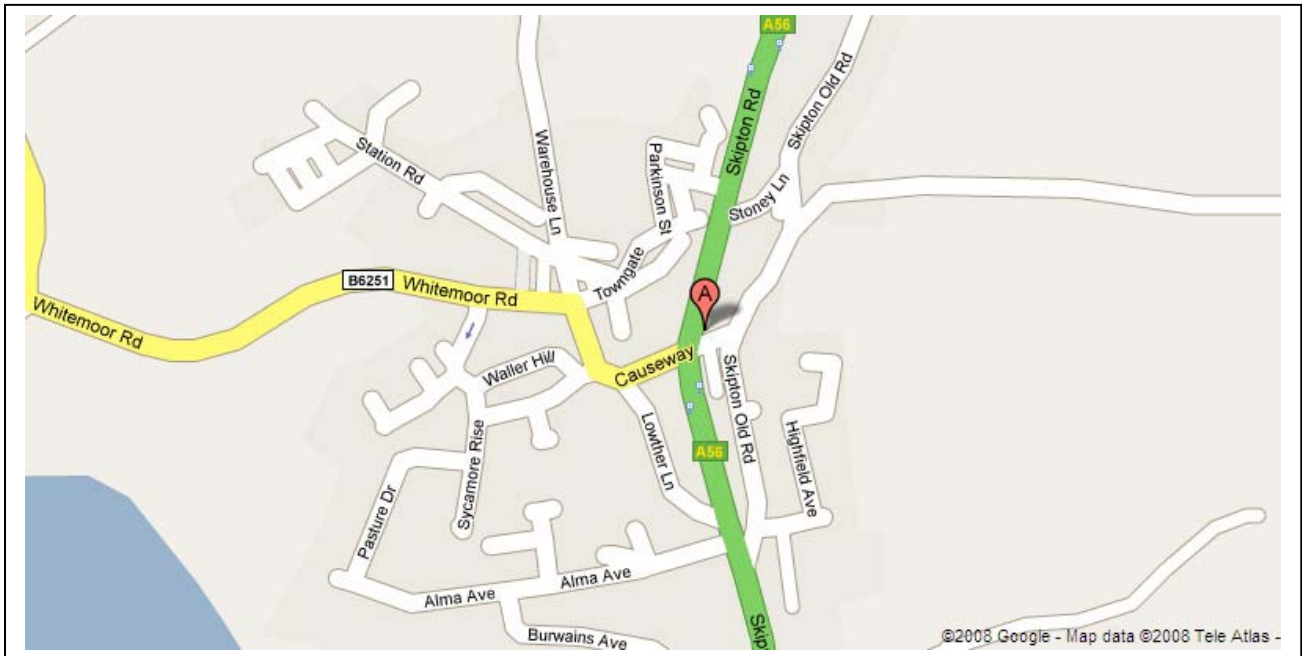 A56
Skipton Rd
Skipton Old Rd
Station Rd
Warehouse Ln
Parkinson St
Stoney Ln
Towngate
B6251
Whitemoor Rd
Whitemoor Rd
A
Causeway
Waller Hill
Skipton Old Rd
Lowther Ln
Highfield Ave
A56
Sycamore Rise
Pasture Dr
Alma Ave
Alma Ave
Burwains Ave
Skip
©2008 Google - Map data ©2008 Tele Atlas -